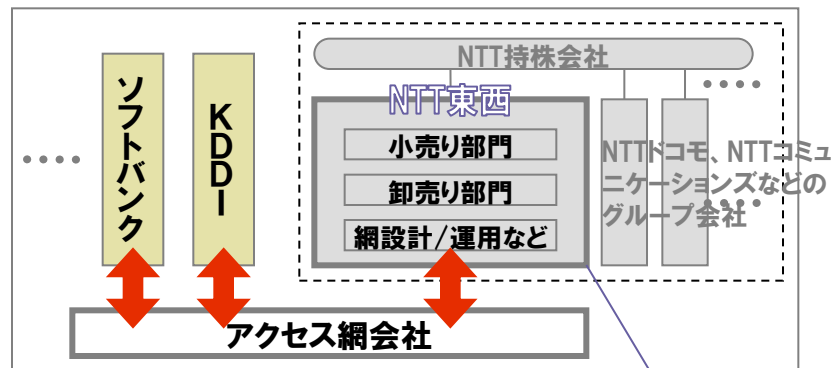 NTT持株会社
NTT東西
ソフトバンク
KDDI
小売り部門
卸売り部門
網設計/運用など
NTTドコモ、NTTコミュ
ニケーションズなどの
グループ会社
アクセス網会社